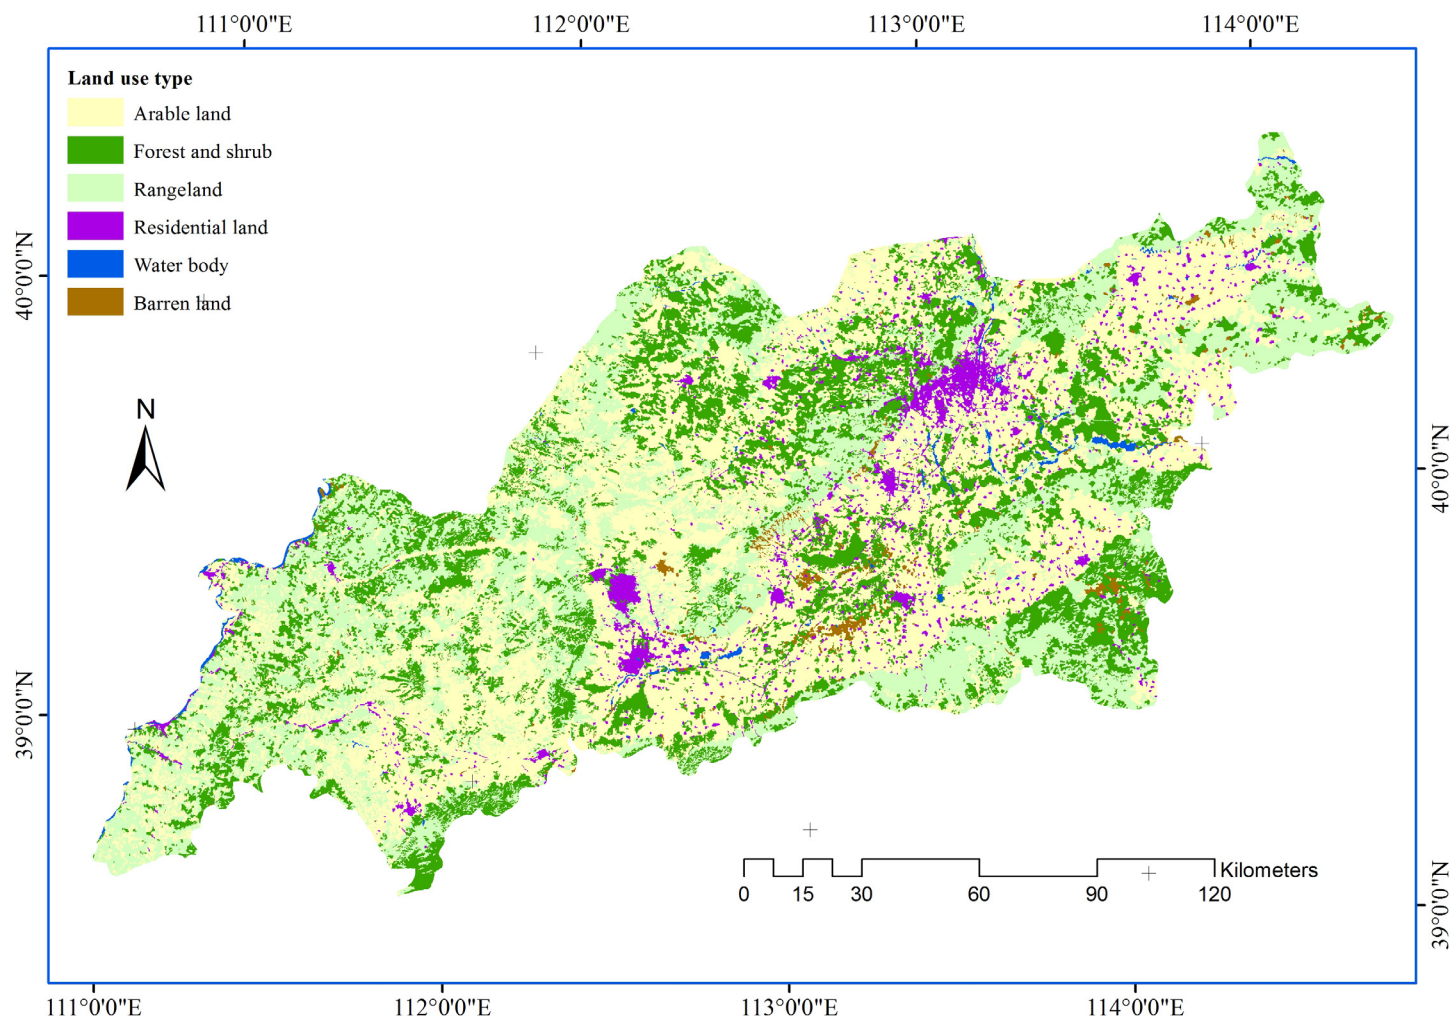 111°0'0"E 112°0'0"E 113°0'0"E 114°0'0"E
Land use type
Arable land
Forest and shrub
Rangeland
Residential land
Water body
Barren land
40°0'0"N
40°0'0"N
N
39°0'0"N
39°0'0"N
Kilometers
0 15 30 60 90 120
111°0'0"E 112°0'0"E 113°0'0"E 114°0'0"E